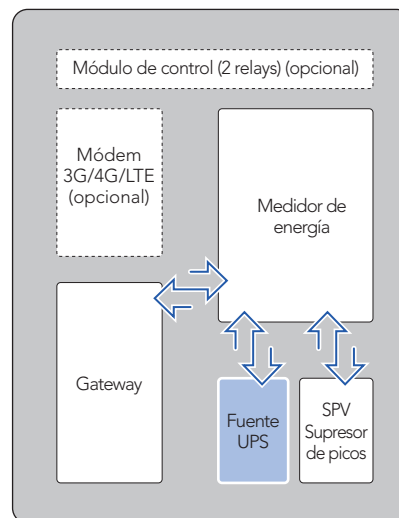 Módulo de control (2 relays) (opcional)
Módem
3G/4G/LTE
(opcional)
Medidor de
energía
Gateway
Fuente
UPS
SPV
Supresor
de picos